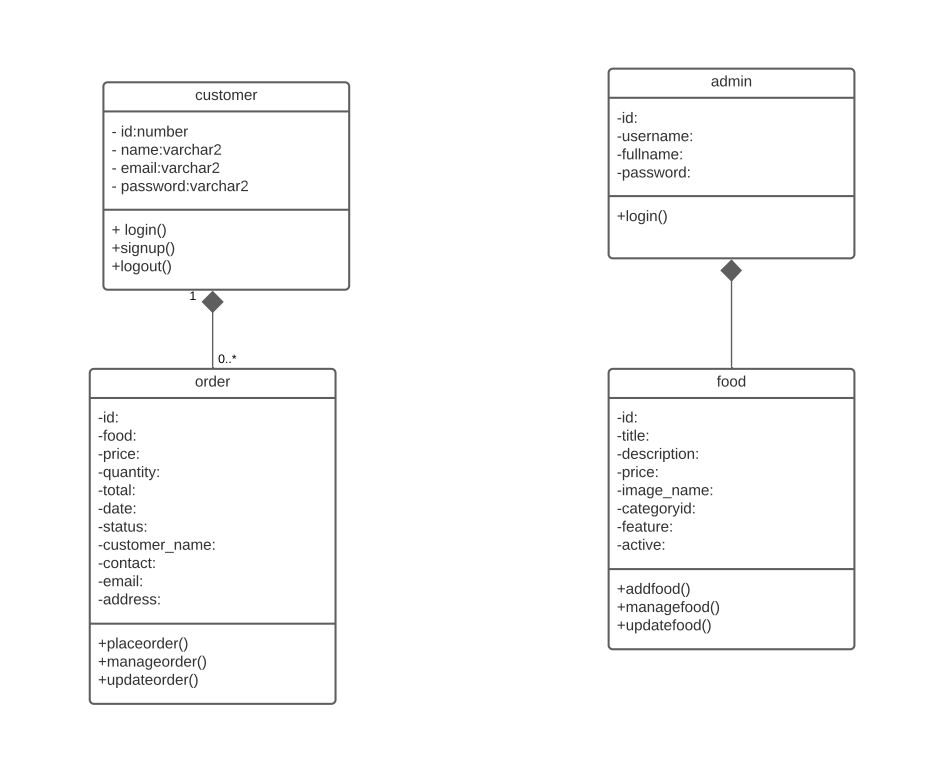 customer
- id:number
- name:varchar2
- email:varchar2
- password:varchar2
+ login()
+signup()
+logout()
1
0..*
order
-id:
-food:
-price:
-quantity:
-total:
-date:
-status:
-customer_name:
-contact:
-email:
-address:
+placeorder()
+manageorder()
+updateorder()
admin
-id:
-username:
-fullname:
-password:
+login()
food
-id:
-title:
-description:
-price:
-image_name:
-categoryid:
-feature:
-active:
+addfood()
+managefood()
+updatefood()